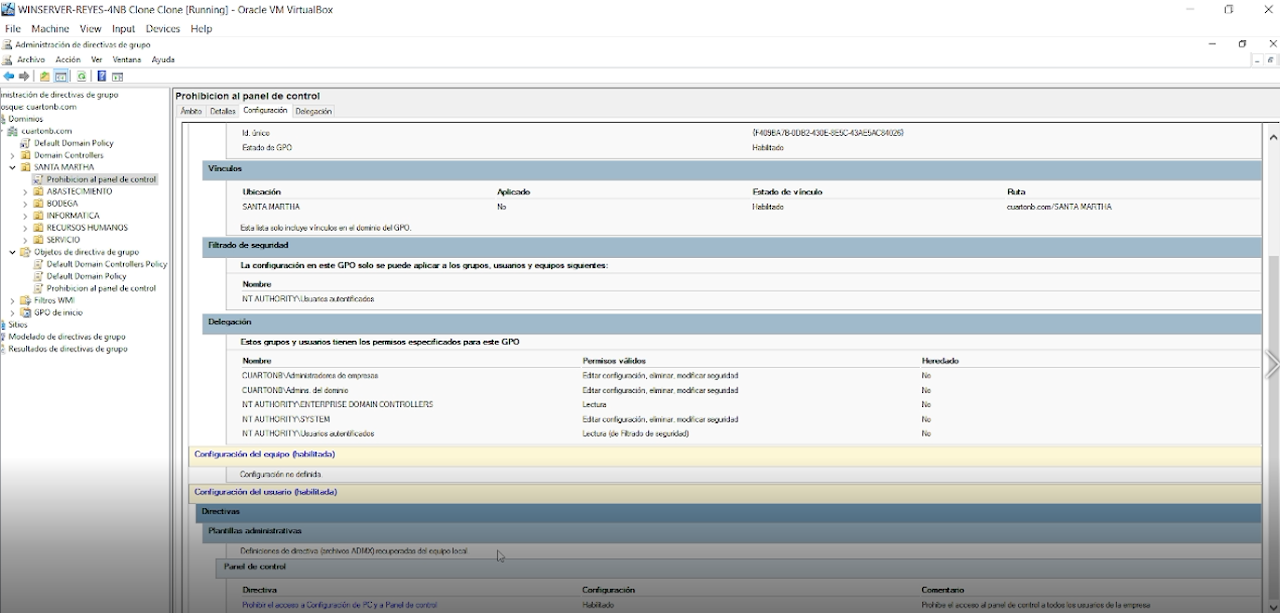 WINSERVER-REYES-4NB Clone Clone [Running] - Oracle VM VirtualBox
File Machine View Input Devices Help
Administración de directivas de grupo
Archivo Acción Ver Ventana Ayuda
inistración de directivas de grupo
osque: cuartonb.com
Dominios
cuartonb.com
Default Domain Policy
Domain Controllers
SANTA MARTHA
Prohibicion al panel de control
ABASTECIMIENTO
BODEGA
INFORMATICA
RECURSOS HUMANOS
SERVICIO
Objetos de directiva de grupo
Default Domain Controllers Policy
Default Domain Policy
Prohibicion al panel de control
Filtros WMI
GPO de inicio
Sitios
Modelado de directivas de grupo
Resultados de directivas de grupo
Prohibicion al panel de control
Ámbito Detalles Configuración Delegación
Id. único
Estado de GPO Habilitado
Vínculos
Ubicación Aplicado Estado de vínculo Ruta
SANTA MARTHA No Habilitado cuartonb.com/SANTA MARTHA
Esta lista solo incluye vínculos en el dominio del GPO.
Filtrado de seguridad
La configuración en este GPO solo se puede aplicar a los grupos, usuarios y equipos siguientes:
Nombre
NT AUTHORITY\Usuarios autentificados
Delegación
Estos grupos y usuarios tienen los permisos especificados para este GPO
Nombre Permisos válidos Heredado
CUARTONB\Administradores de empresas Editar configuración, eliminar, modificar seguridad No
CUARTONB\Admins. del dominio Editar configuración, eliminar, modificar seguridad No
NT AUTHORITY\ENTERPRISE DOMAIN CONTROLLERS Lectura No
NT AUTHORITY\SYSTEM Editar configuración, eliminar, modificar seguridad No
NT AUTHORITY\Usuarios autentificados Lectura (de Filtrado de seguridad) No
Configuración del equipo (habilitada)
Configuración no definida.
Configuración del usuario (habilitada)
Directivas
Plantillas administrativas
Definiciones de directiva (archivos ADMX) recuperadas del equipo local
Panel de control
Directiva Configuración Comentario
Prohibir el acceso a Configuración de PC y a Panel de control Habilitado Prohibe el acceso al panel de control a todos los usuarios de la empresa